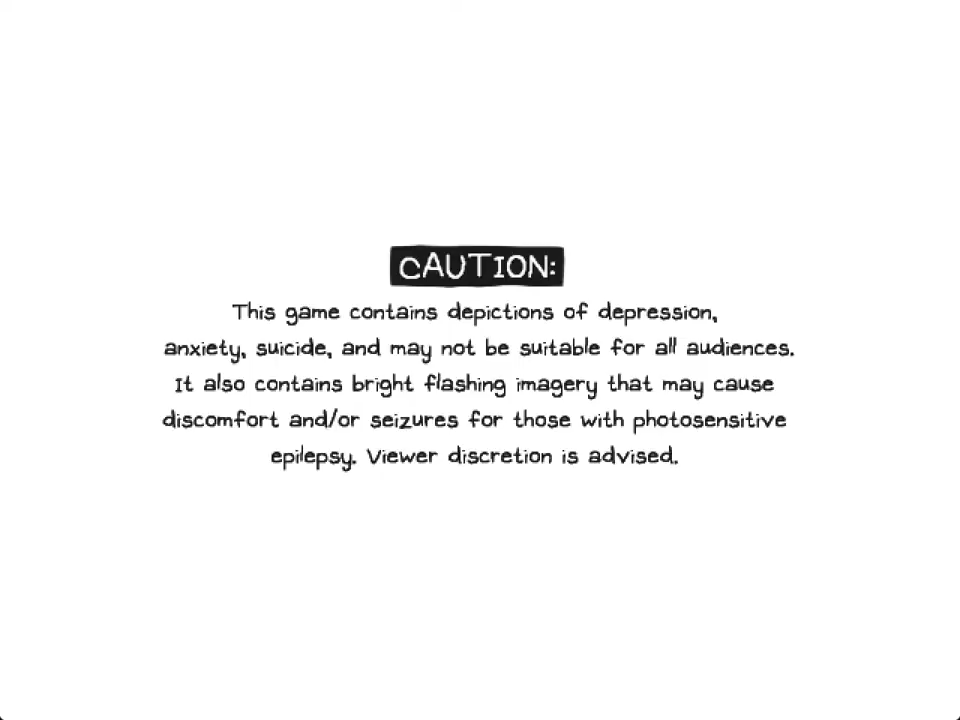 CAUTION:
This game contains depictions of depression,
anxiety, suicide, and may not be suitable for all audiences.
It also contains bright flashing imagery that may cause
discomfort and/or seizures for those with photosensitive
epilepsy. Viewer discretion is advised.